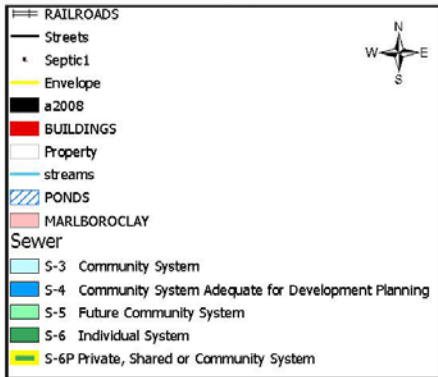 RAILROADS
Streets
Septic1
Envelope
a2008
BUILDINGS
Property
streams
PONDS
MARLBOROCLAY
Sewer
S-3 Community System
S-4 Community System Adequate for Development Planning
S-5 Future Community System
S-6 Individual System
S-6P Private, Shared or Community System
N
W E
S